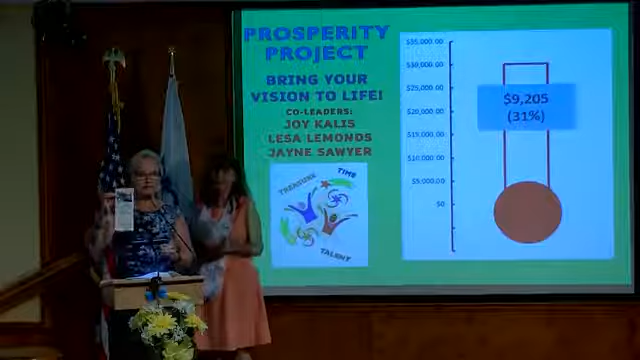 PROSPERITY
PROJECT
BRING YOUR
VISION TO LIFE!
CO-LEADERS:
JOY KALIS
LESA LEMONDS
JAYNE SAWYER
TREASURE
TIME
TALENT
$35,000.00
$30,000.00
$25,000.00
$20,000.00
$15,000.00
$10,000.00
$5,000.00
$0
$9,205
(31%)